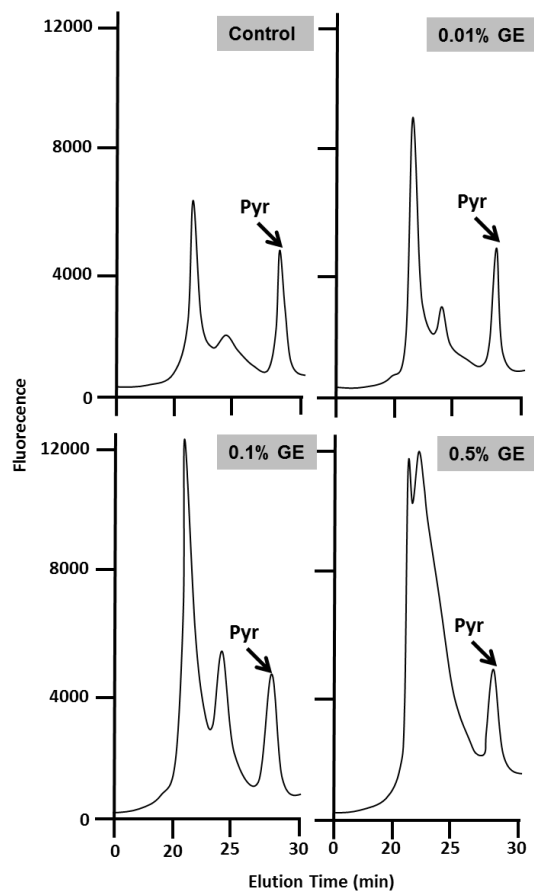 12000
Control
0.01% GE
8000
Pyr
Pyr
4000
0
Fluorecence
12000
0.1% GE
0.5% GE
8000
Pyr
Pyr
4000
0
0 20 25 30 0 20 25 30
Elution Time (min)